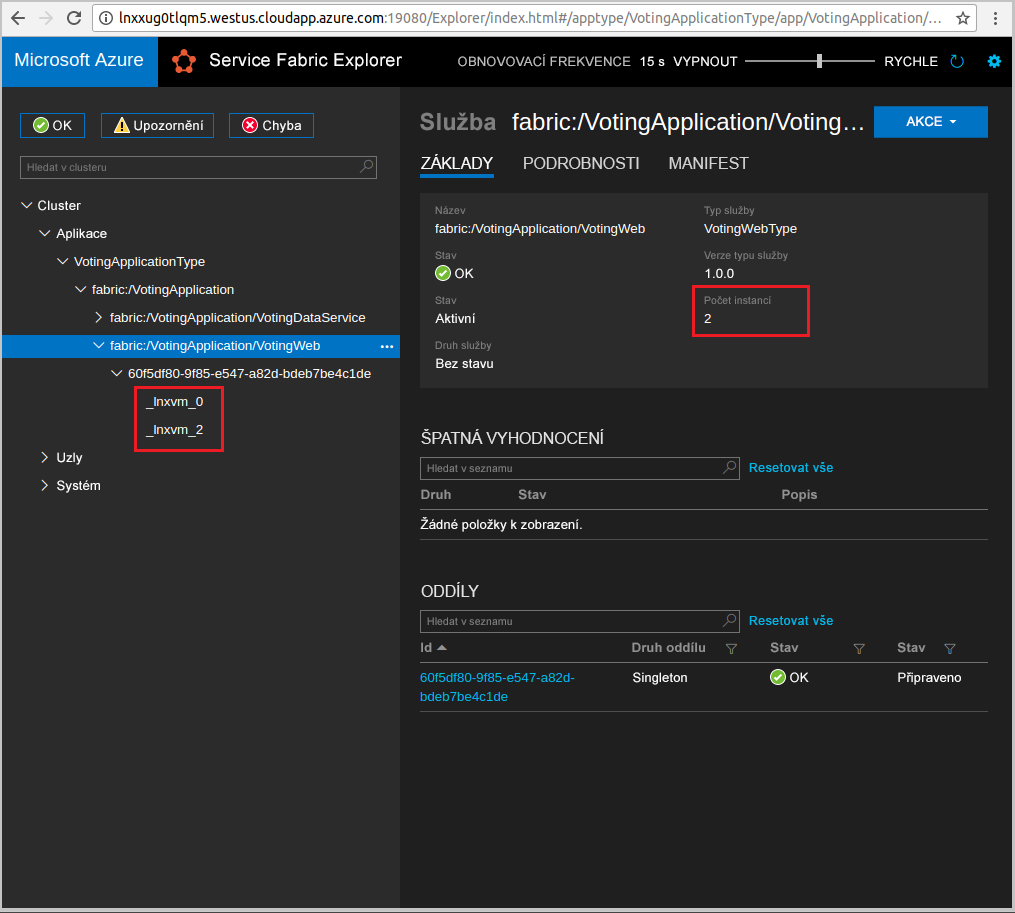 lnxxug0tlqm5.westus.cloudapp.azure.com:19080/Explorer/index.html#/apptype/VotingApplicationType/app/VotingApplication/...
Microsoft Azure
Service Fabric Explorer
OBNOVOVACÍ FREKVENCE 15 s VYPNOUT
RYCHLE
OK
Upozornění
Chyba
Hledat v clusteru
Cluster
Aplikace
VotingApplicationType
fabric:/VotingApplication
fabric:/VotingApplication/VotingDataService
fabric:/VotingApplication/VotingWeb
60f5df80-9f85-e547-a82d-bdeb7be4c1de
_lnxvm_0
_lnxvm_2
Uzly
Systém
Služba fabric:/VotingApplication/Voting...
AKCE
ZÁKLADY PODROBNOSTI MANIFEST
Název
fabric:/VotingApplication/VotingWeb
Stav
OK
Stav
Aktivní
Druh služby
Bez stavu
Typ služby
VotingWebType
Verze typu služby
1.0.0
Počet instancí
2
ŠPATNÁ VYHODNOCENÍ
Hledat v seznamu
Resetovat vše
Druh Stav Popis
Žádné položky k zobrazení.
ODDÍLY
Hledat v seznamu
Resetovat vše
Id Druh oddílu Stav Stav
60f5df80-9f85-e547-a82d-
bdeb7be4c1de
Singleton
OK
Připraveno